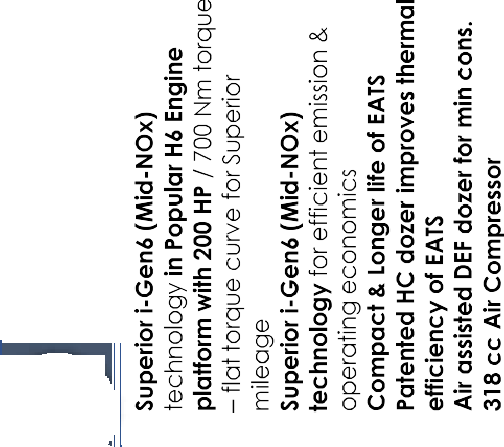 Superior i-Gen6 (Mid-NOx)
technology in Popular H6 Engine
platform with 200 HP / 700 Nm torque
– flat torque curve for Superior
mileage
Superior i-Gen6 (Mid-NOx)
technology for efficient emission &
operating economics
Compact & Longer life of EATS
Patented HC dozer improves thermal
efficiency of EATS
Air assisted DEF dozer for min cons.
318 cc Air Compressor